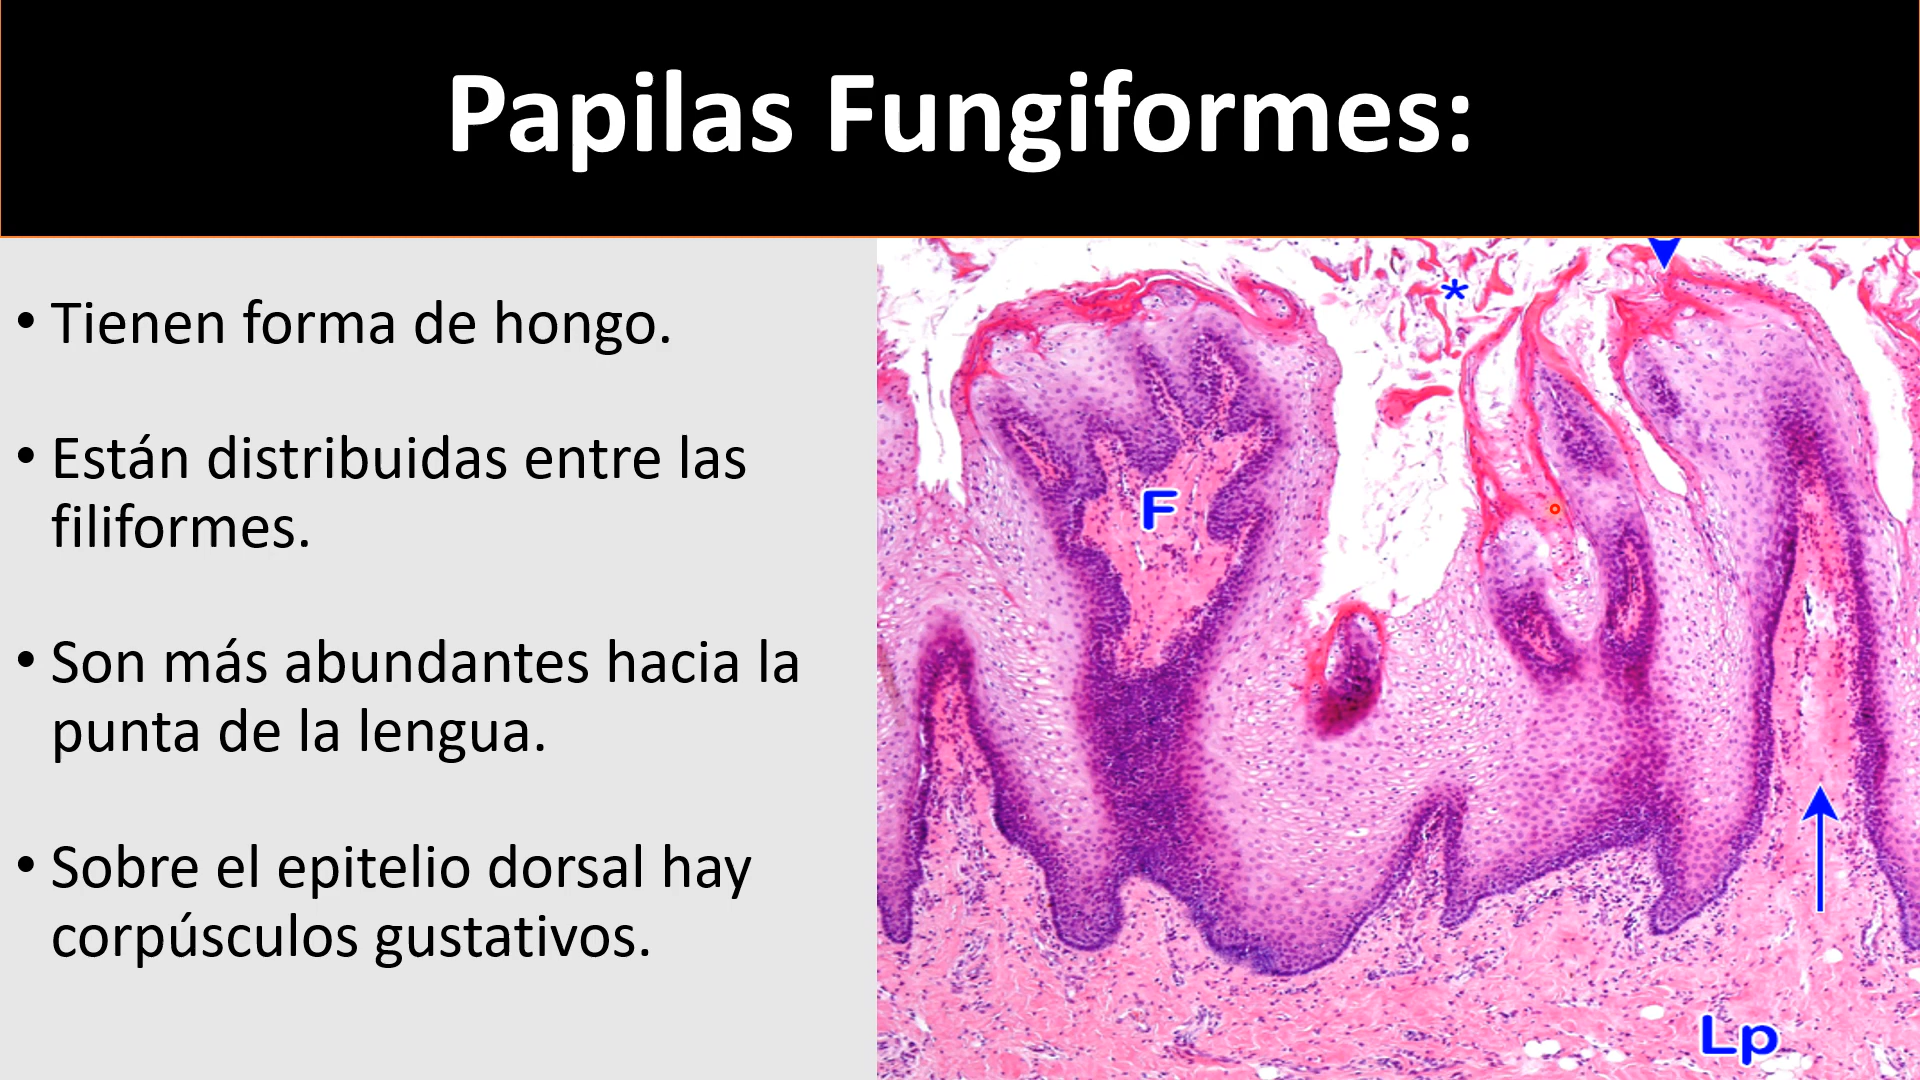 Papilas Fungiformes:
• Tienen forma de hongo.
• Están distribuidas entre las
filiformes.
• Son más abundantes hacia la
punta de la lengua.
• Sobre el epitelio dorsal hay
corpúsculos gustativos.
*
F
Lp